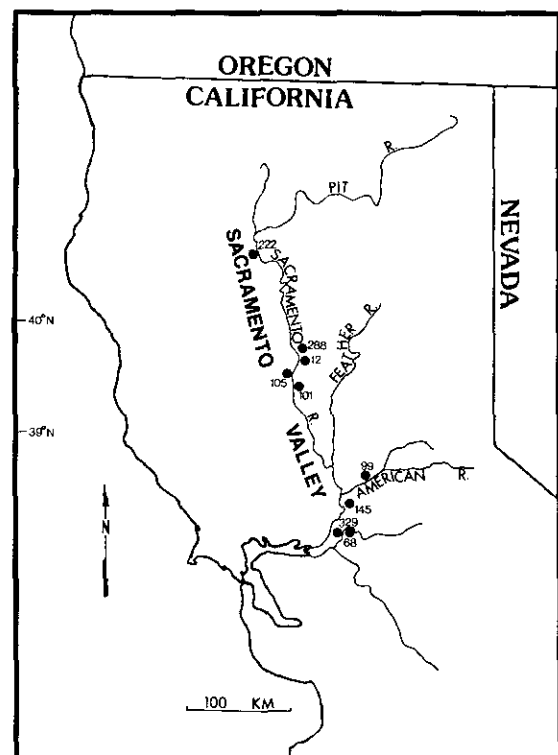 OREGON
CALIFORNIA
NEVADA
PIT R.
222
SACRAMENTO R.
SACRAMENTO VALLEY
40°N
288
12
FEATHER R.
105
101
39°N
99
AMERICAN R.
145
329
68
N
100 KM